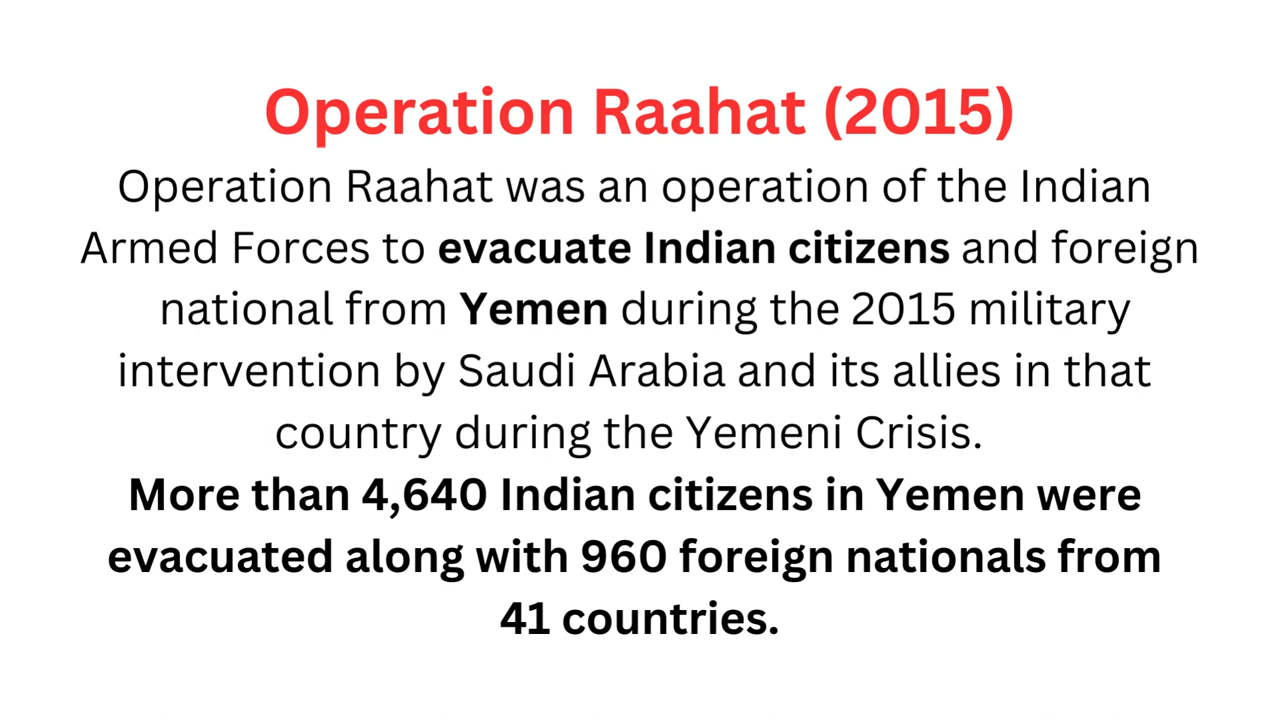 Operation Raahat (2015)
Operation Raahat was an operation of the Indian
Armed Forces to evacuate Indian citizens and foreign
national from Yemen during the 2015 military
intervention by Saudi Arabia and its allies in that
country during the Yemeni Crisis.
More than 4,640 Indian citizens in Yemen were
evacuated along with 960 foreign nationals from
41 countries.